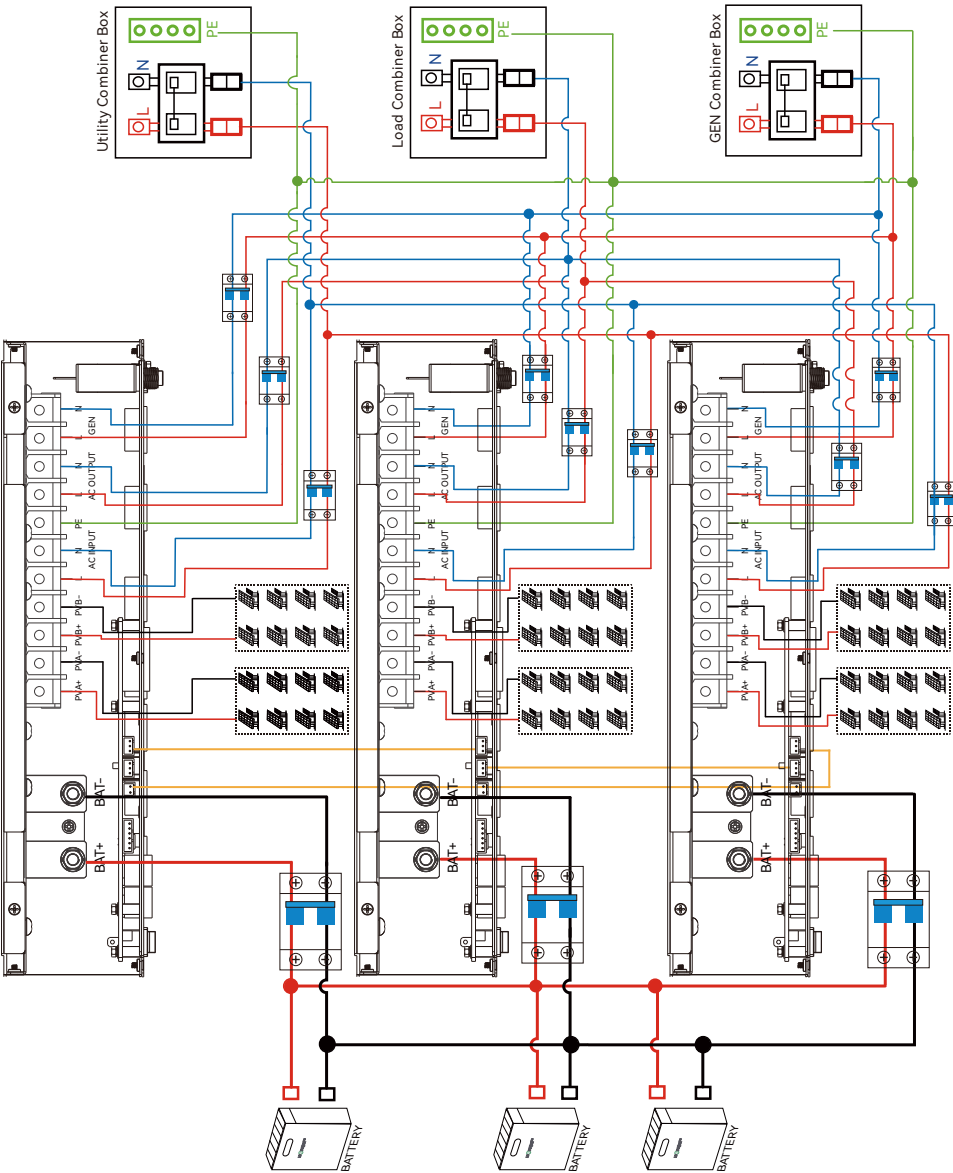 Utility Combiner Box
PE
N
L
Load Combiner Box
PE
N
L
GEN Combiner Box
PE
N
L
N
GEN
L
N
AC OUTPUT
L
PE
AC INPUT
N
L
PVB-
PVB+
PVA-
PVA+
BAT-
BAT+
N
GEN
L
N
AC OUTPUT
L
PE
AC INPUT
N
L
PVB-
PVB+
PVA-
PVA+
BAT-
BAT+
N
GEN
L
N
AC OUTPUT
L
PE
AC INPUT
N
L
PVB-
PVB+
PVA-
PVA+
BAT-
BAT+
BATTERY
BATTERY
BATTERY